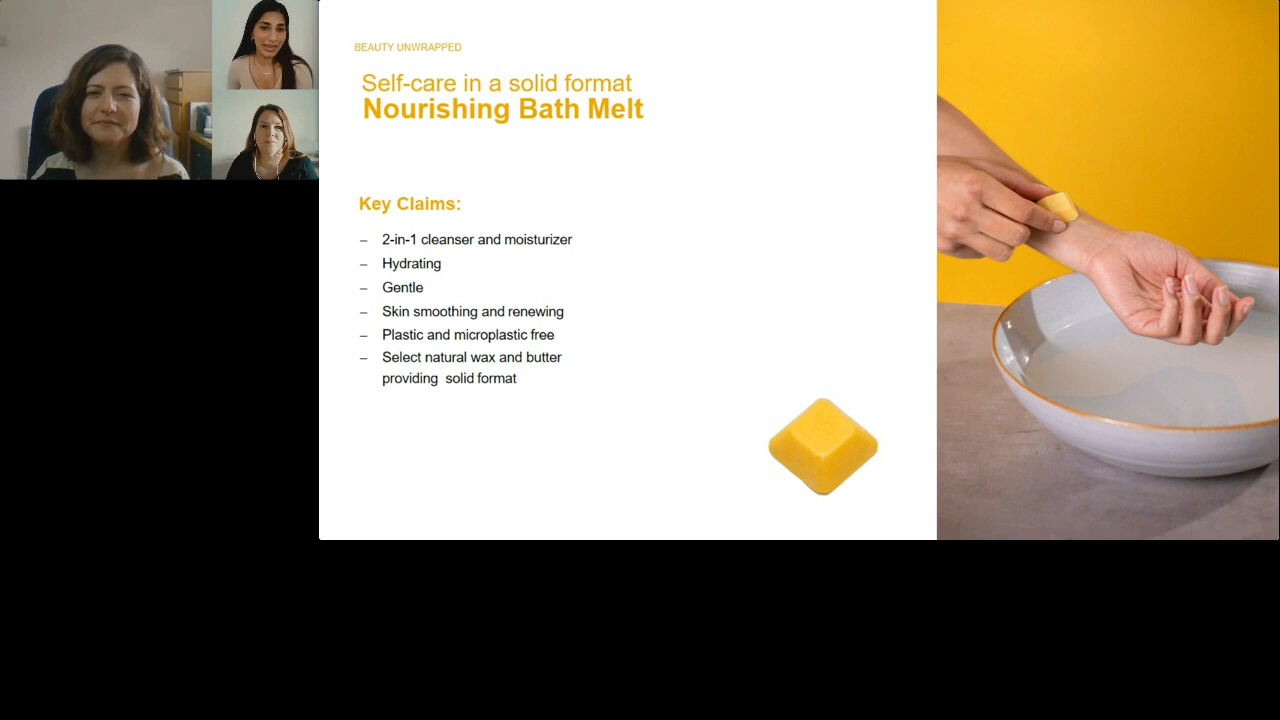 BEAUTY UNWRAPPED
Self-care in a solid format
Nourishing Bath Melt
Key Claims:
– 2-in-1 cleanser and moisturizer
– Hydrating
– Gentle
– Skin smoothing and renewing
– Plastic and microplastic free
– Select natural wax and butter
providing solid format